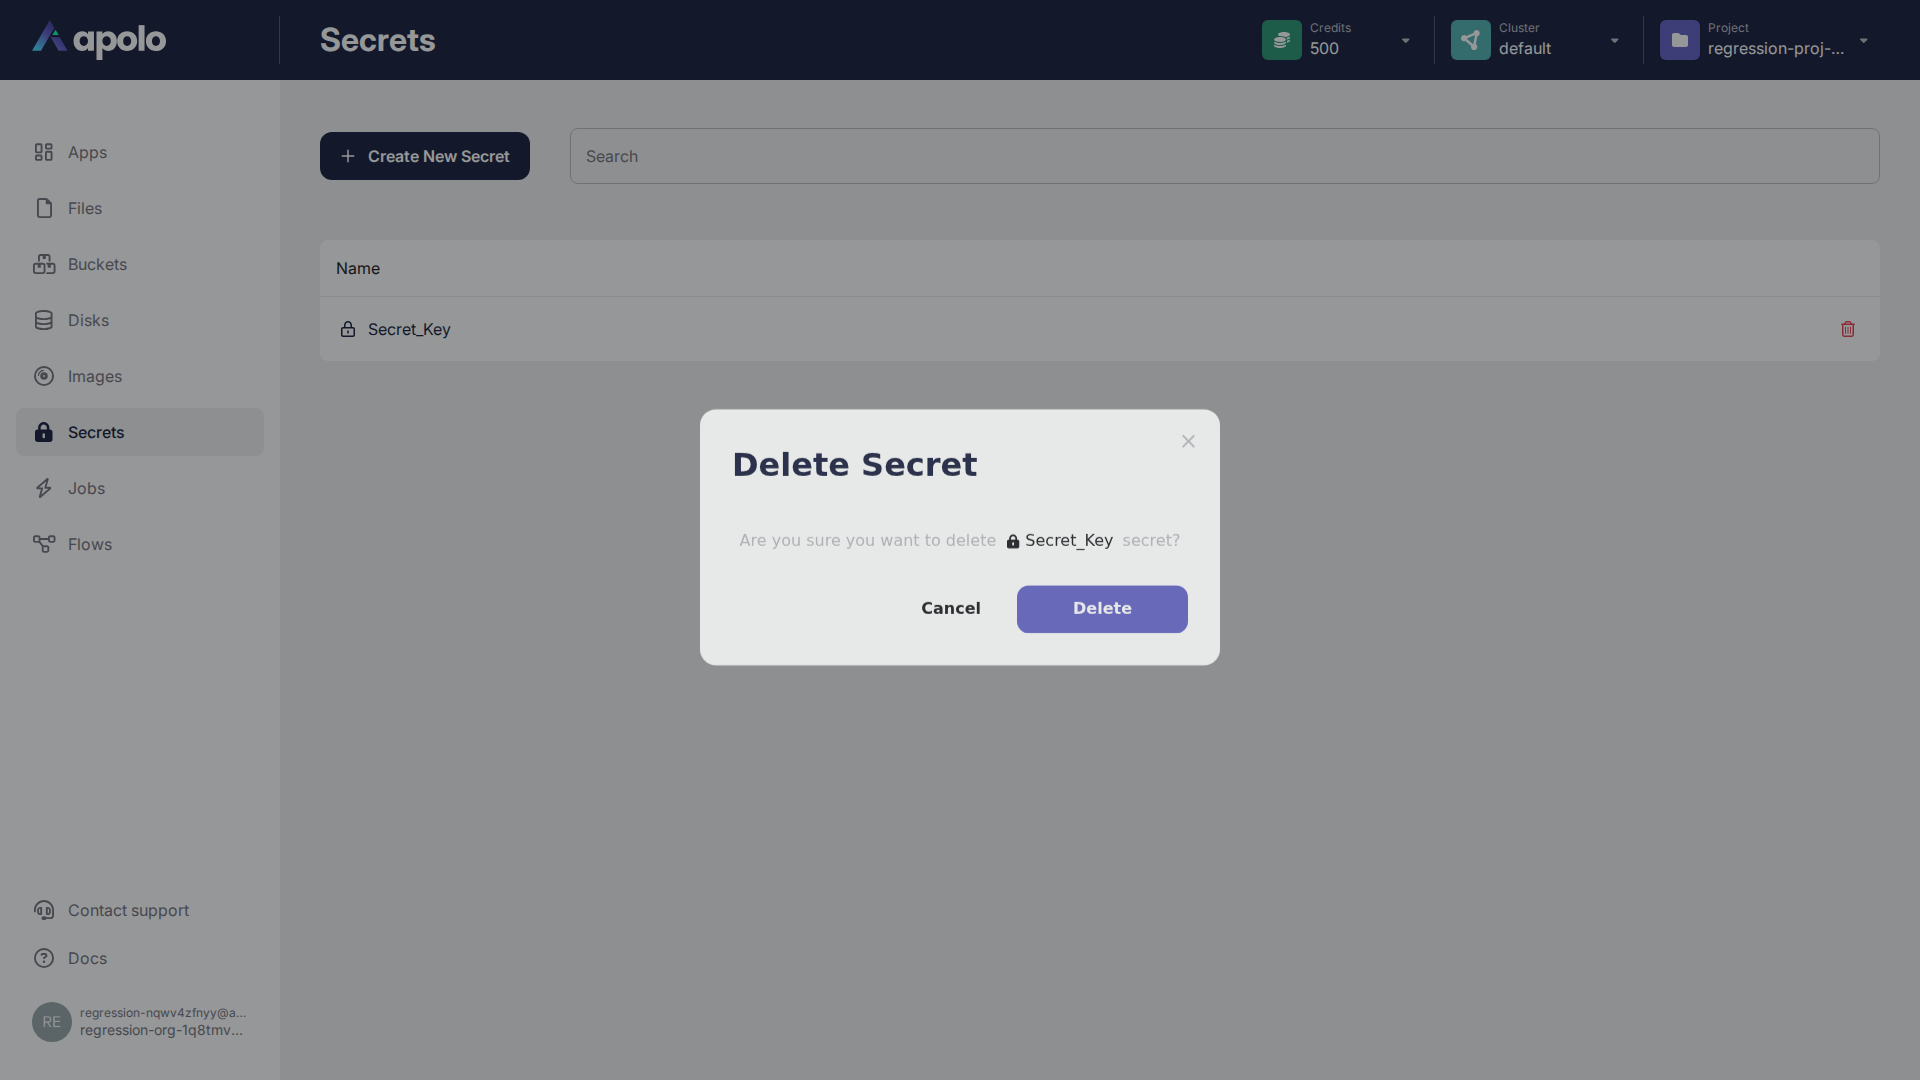 apolo
Secrets
Credits
500
Cluster
default
Project
regression-proj-...
Apps
Files
Buckets
Disks
Images
Secrets
Jobs
Flows
Create New Secret
Search
Name
Secret_Key
Delete Secret
Are you sure you want to delete Secret_Key secret?
Cancel
Delete
Contact support
Docs
RE
regression-nqwv4zfnyy@a...
regression-org-1q8tmv...